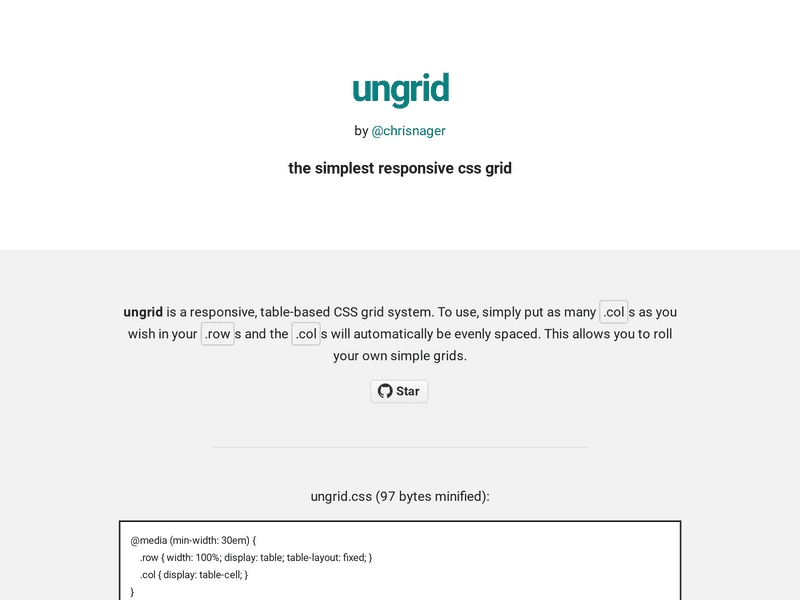 ungrid
by @chrisnager
the simplest responsive css grid
ungrid is a responsive, table-based CSS grid system. To use, simply put as many .col s as you
wish in your .row s and the .col s will automatically be evenly spaced. This allows you to roll
your own simple grids.
Star
ungrid.css (97 bytes minified):
@media (min-width: 30em) {
.row { width: 100%; display: table; table-layout: fixed; }
.col { display: table-cell; }
}